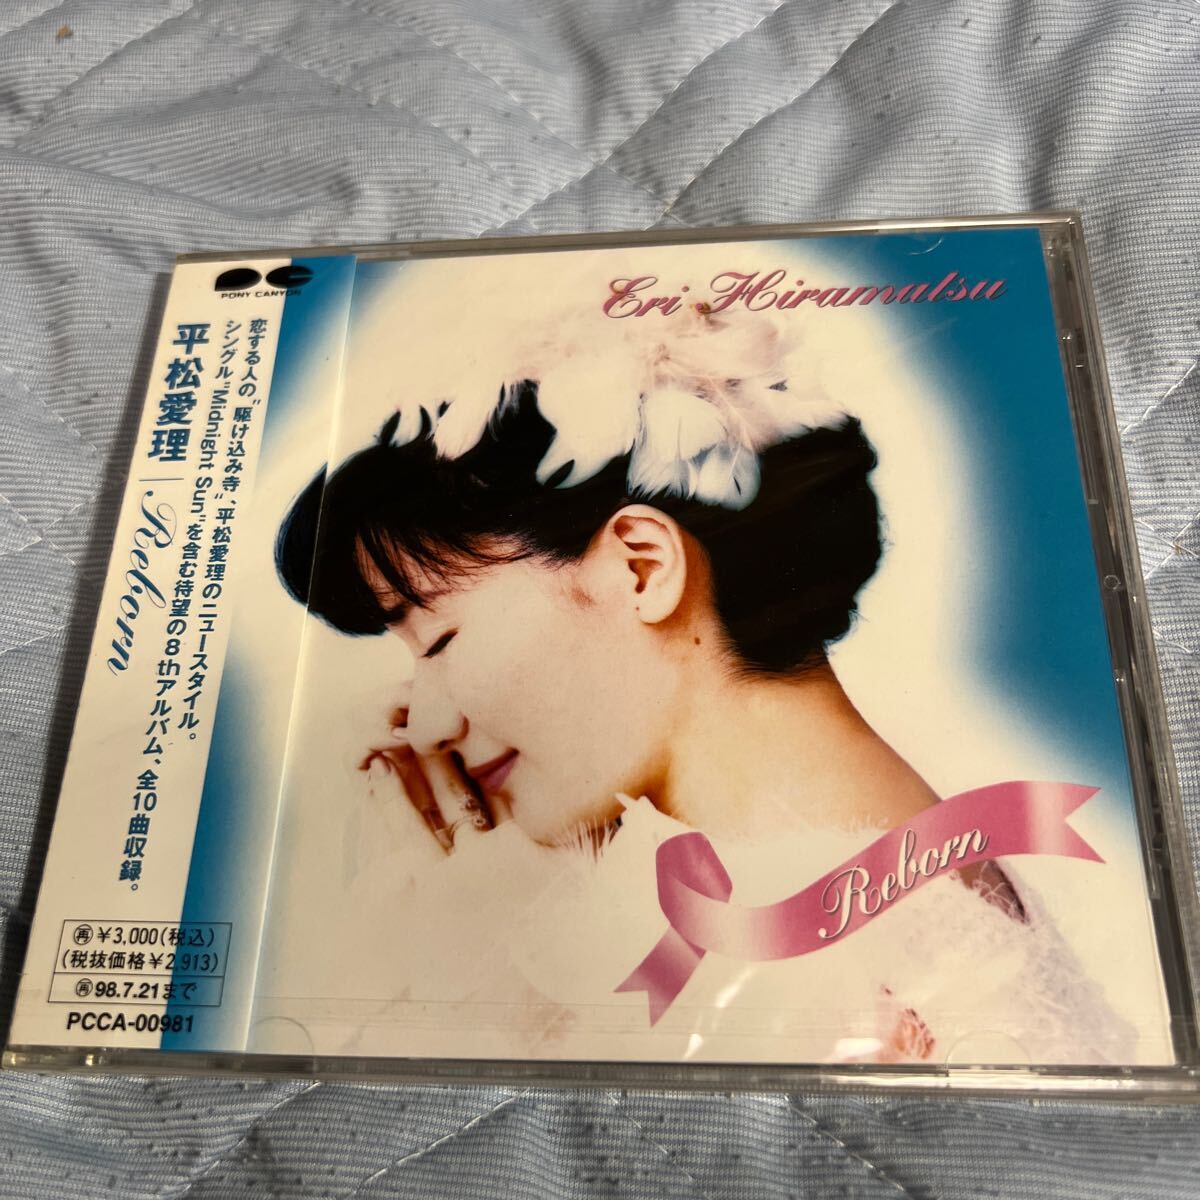 PONY CANYON
平松愛理 | Reborn
恋する人の"駆け込み寺"、平松愛理のニュースタイル。
シングル"Midnight Sun"を含む待望の8thアルバム、全10曲収録。
再 ¥3,000(税込)
(税抜価格¥2,913)
再98.7.21まで
PCCA-00981
Eri Hiramatsu
Reborn